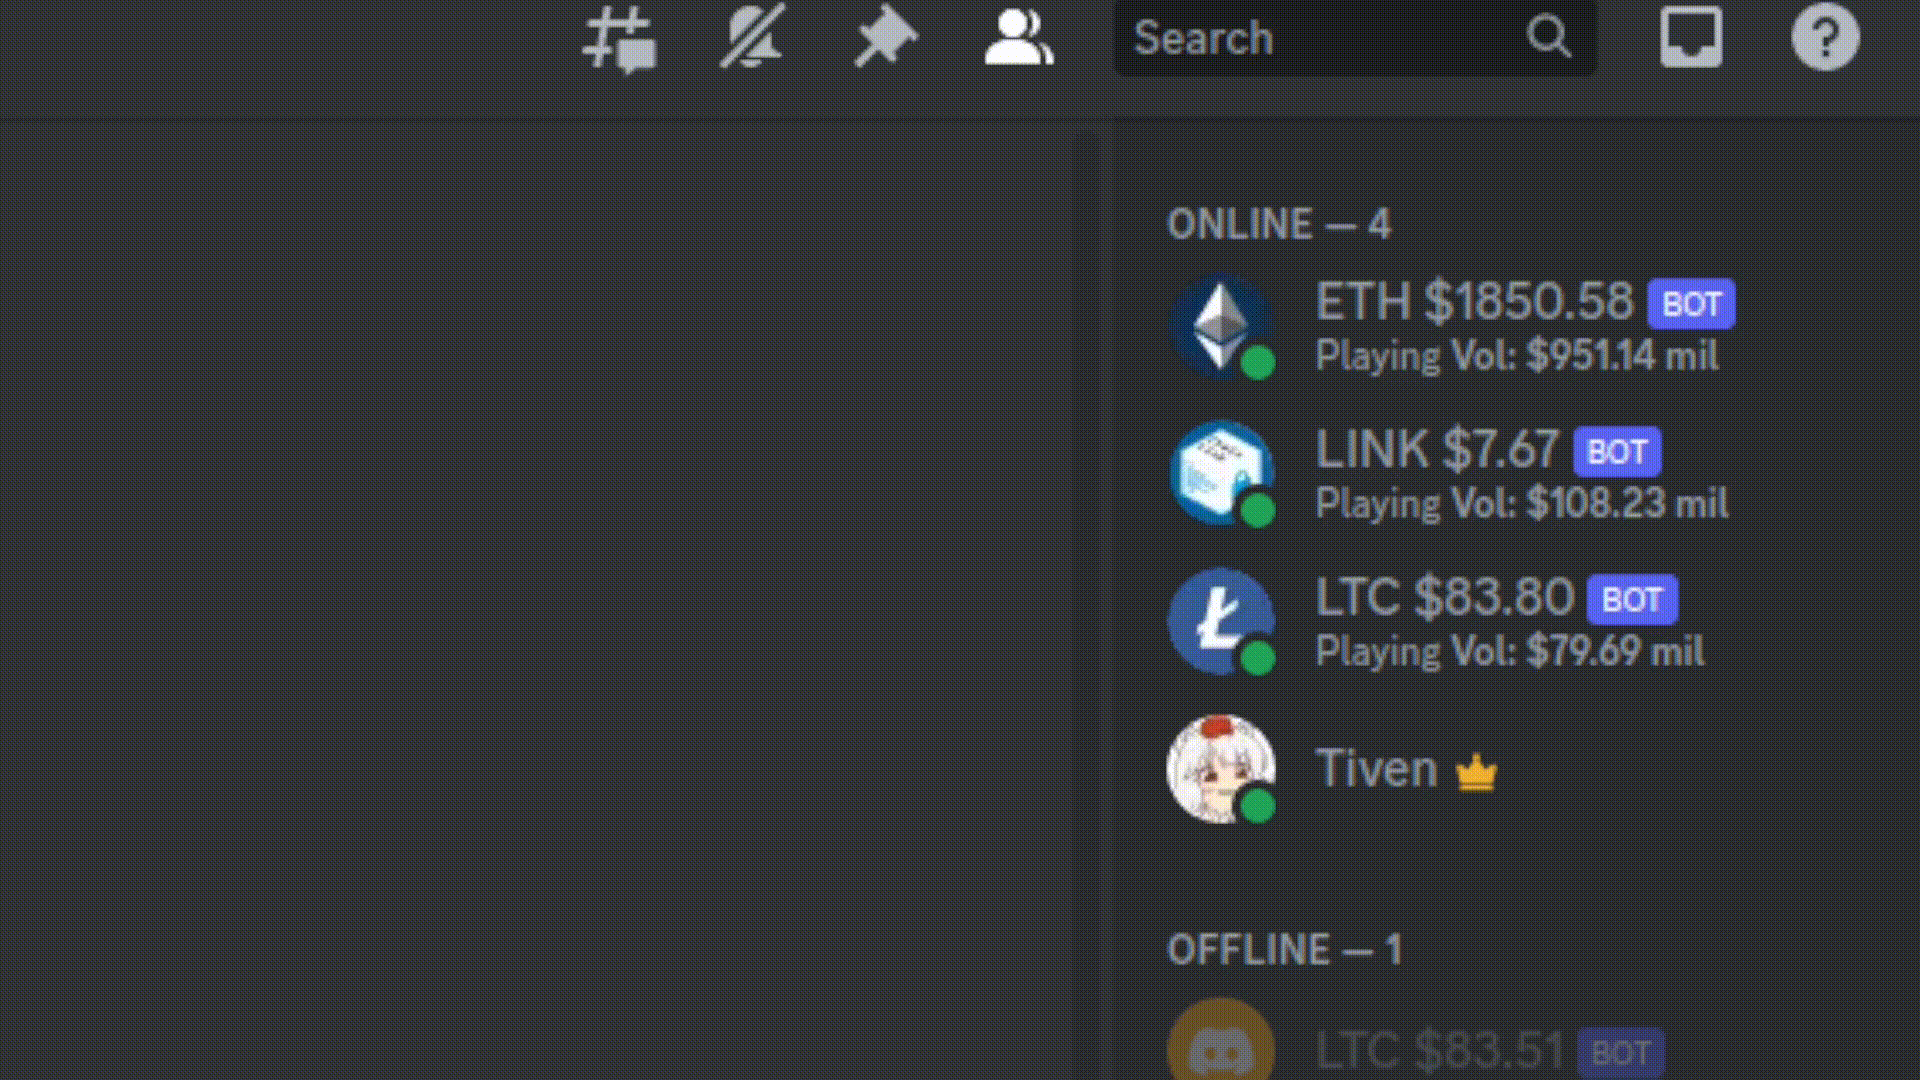 Search
ONLINE — 4
ETH $1850.58 BOT
Playing Vol: $951.14 mil
LINK $7.67 BOT
Playing Vol: $108.23 mil
LTC $83.80 BOT
Playing Vol: $79.69 mil
Tiven
OFFLINE — 1
LTC $83.51 BOT